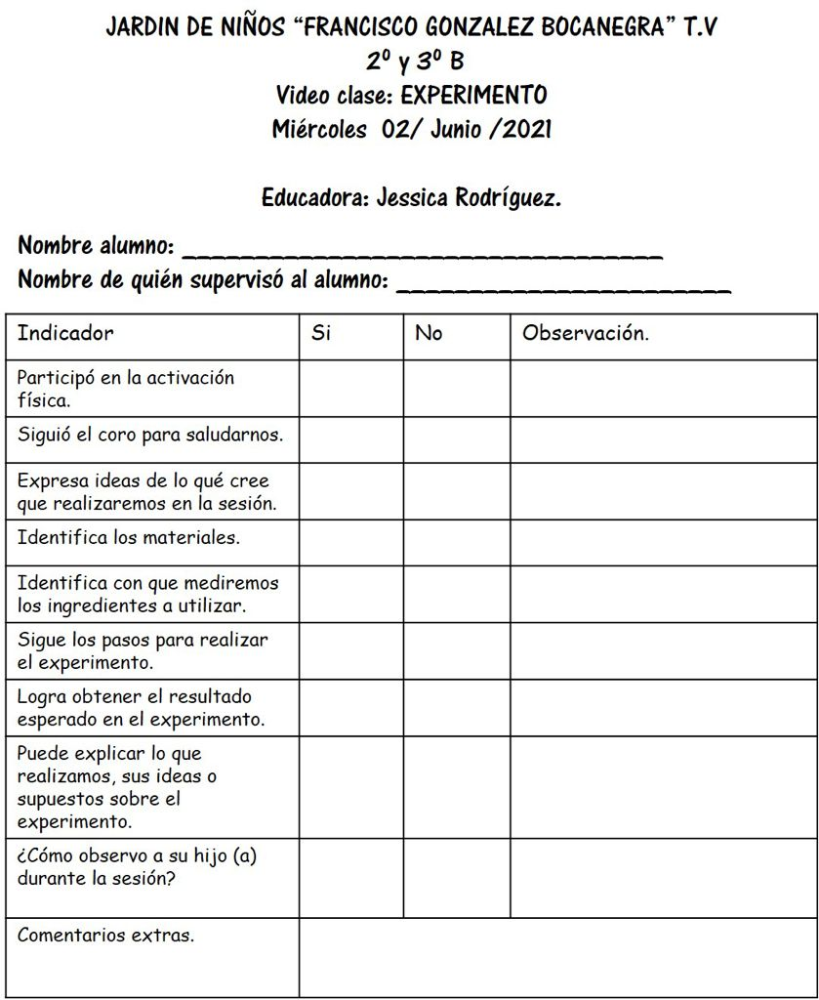 JARDIN DE NIÑOS “FRANCISCO GONZALEZ BOCANEGRA” T.V
2º y 3º B
Video clase: EXPERIMENTO
Miércoles 02/ Junio /2021
Educadora: Jessica Rodríguez.
Nombre alumno: ___________________________________
Nombre de quién supervisó al alumno: ________________________
Indicador Si No Observación.
Participó en la activación
física.
Siguió el coro para saludarnos.
Expresa ideas de lo qué cree
que realizaremos en la sesión.
Identifica los materiales.
Identifica con que mediremos
los ingredientes a utilizar.
Sigue los pasos para realizar
el experimento.
Logra obtener el resultado
esperado en el experimento.
Puede explicar lo que
realizamos, sus ideas o
supuestos sobre el
experimento.
¿Cómo observo a su hijo (a)
durante la sesión?
Comentarios extras.